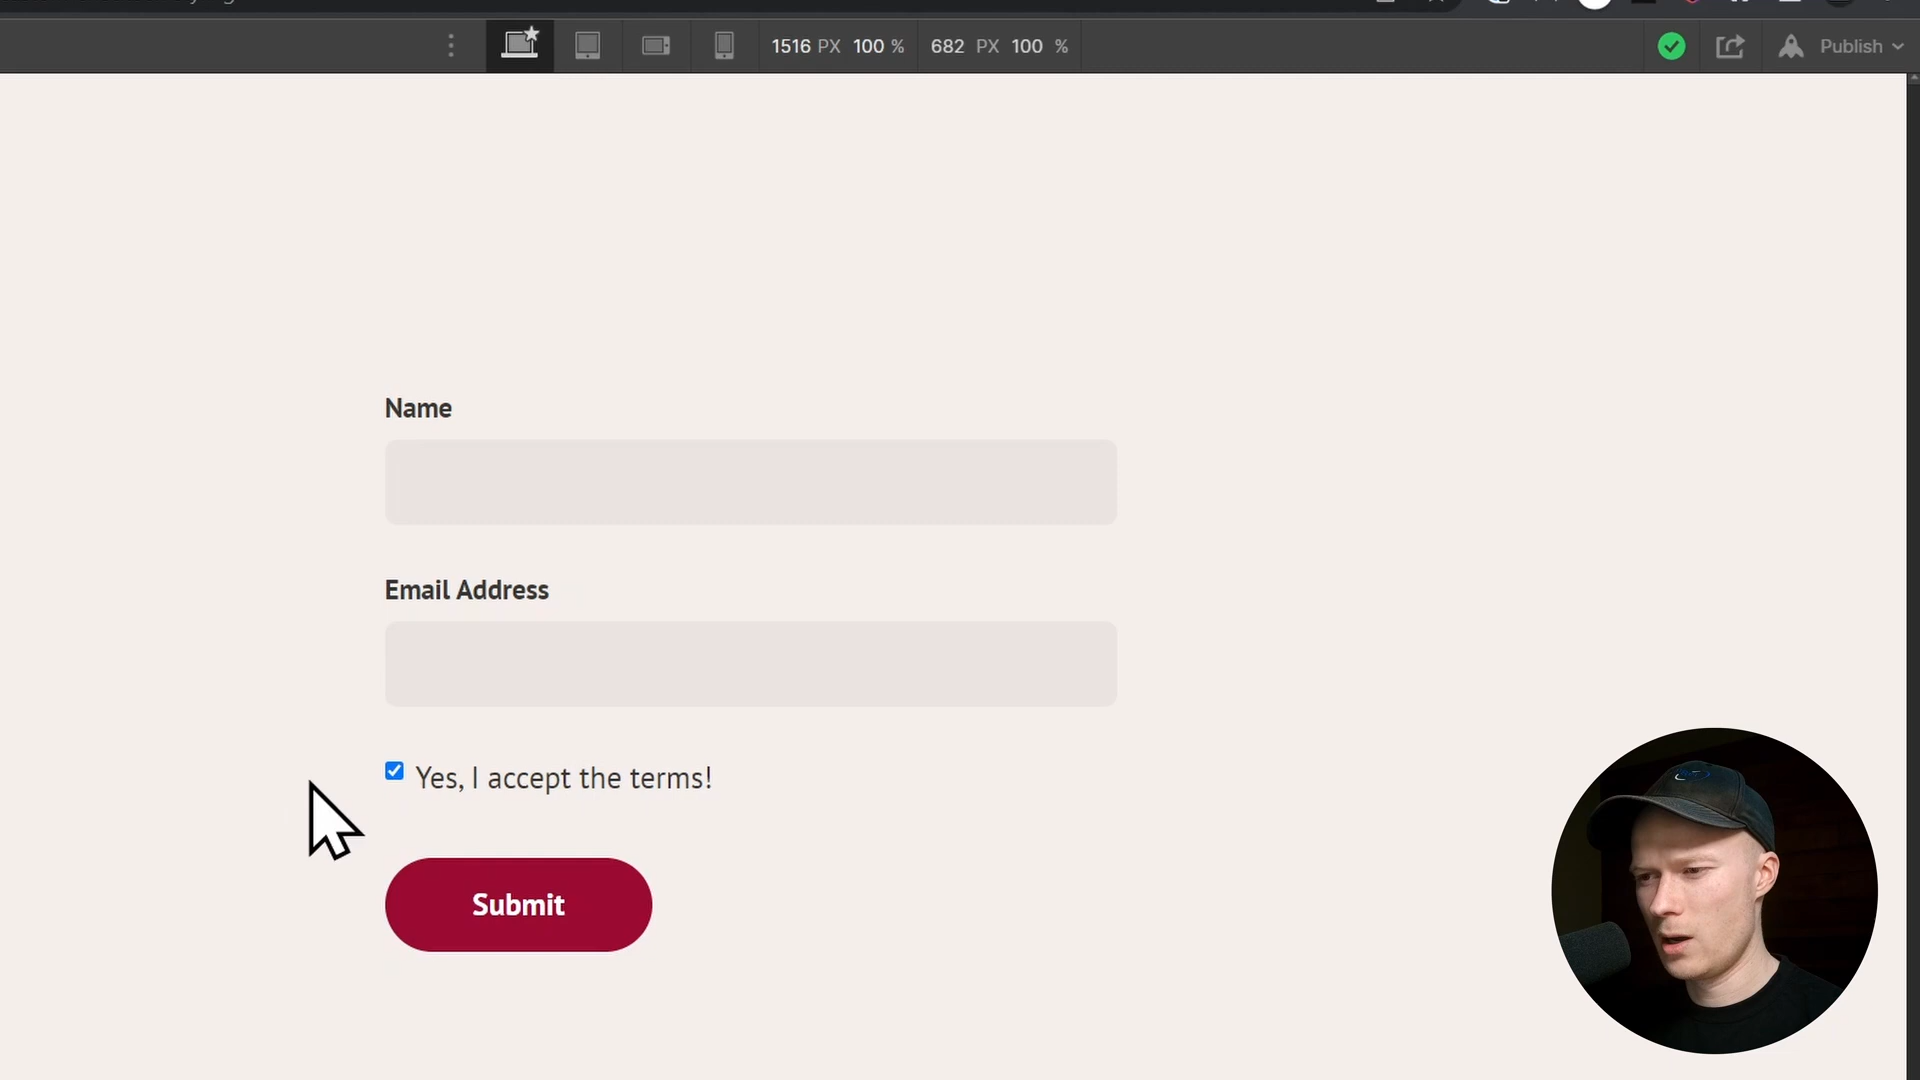 1516 PX 100 % 682 PX 100 % Publish
Name
Email Address
Yes, I accept the terms!
Submit